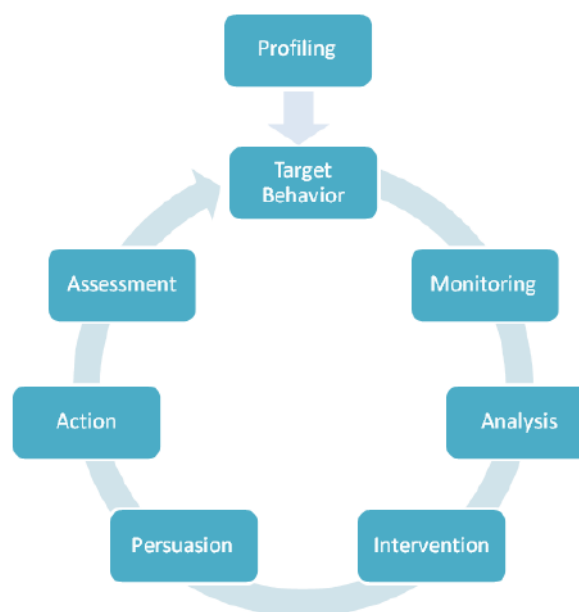 Profiling
Target
Behavior
Monitoring
Analysis
Intervention
Persuasion
Action
Assessment